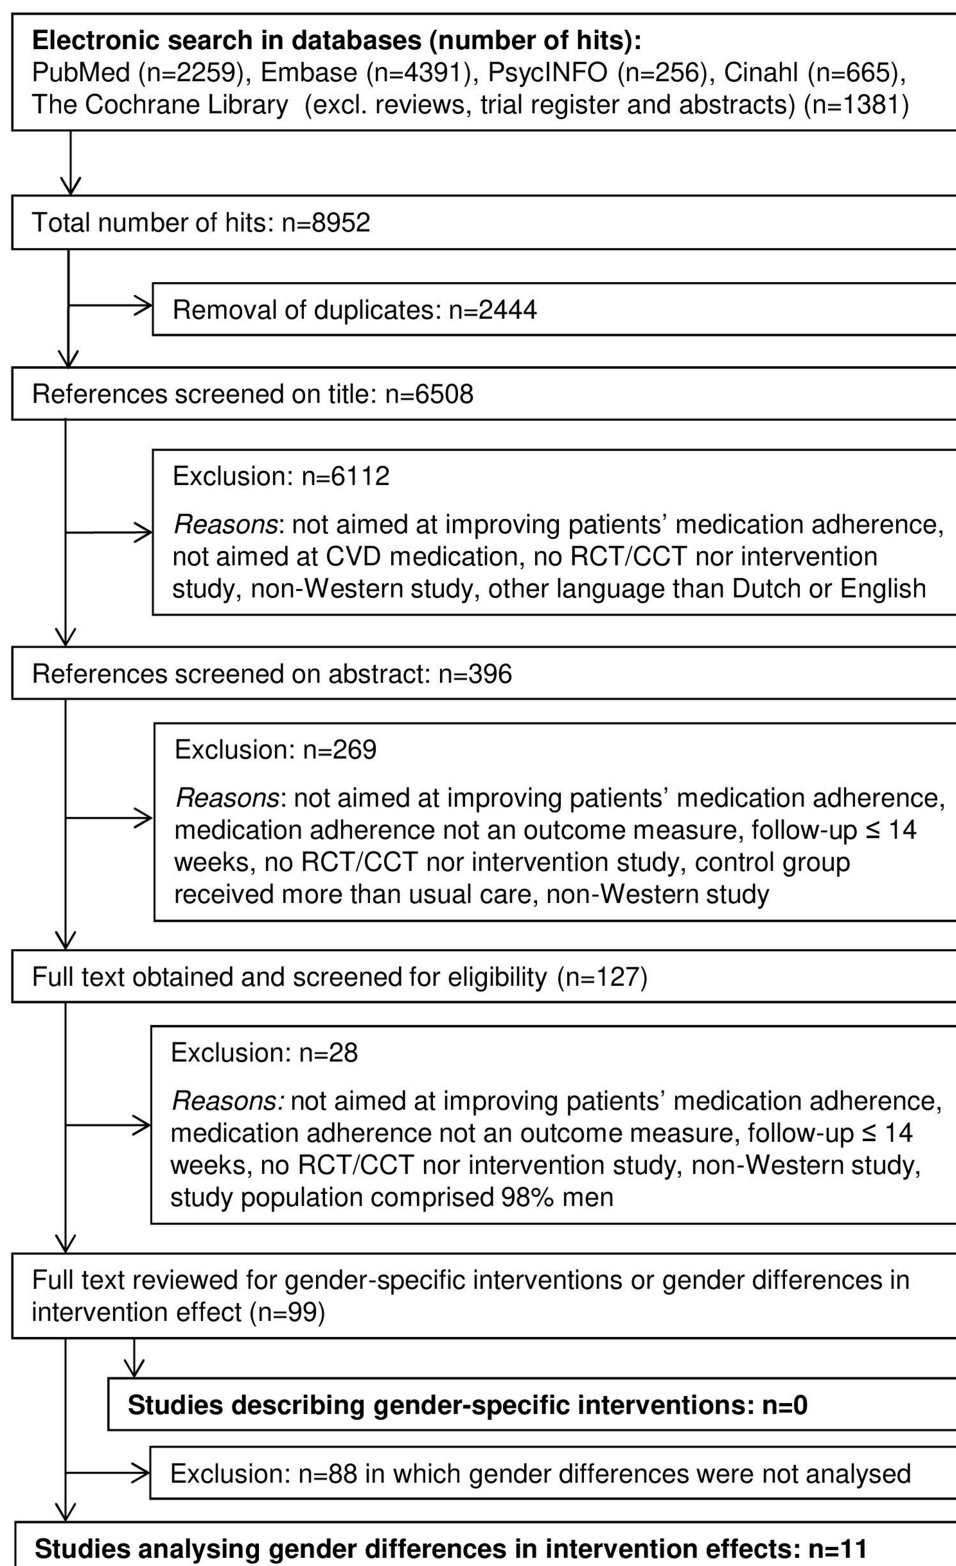 Electronic search in databases (number of hits):
PubMed (n=2259), Embase (n=4391), PsycINFO (n=256), Cinahl (n=665),
The Cochrane Library (excl. reviews, trial register and abstracts) (n=1381)
Total number of hits: n=8952
Removal of duplicates: n=2444
References screened on title: n=6508
Exclusion: n=6112
Reasons: not aimed at improving patients’ medication adherence,
not aimed at CVD medication, no RCT/CCT nor intervention
study, non-Western study, other language than Dutch or English
References screened on abstract: n=396
Exclusion: n=269
Reasons: not aimed at improving patients’ medication adherence,
medication adherence not an outcome measure, follow-up ≤ 14
weeks, no RCT/CCT nor intervention study, control group
received more than usual care, non-Western study
Full text obtained and screened for eligibility (n=127)
Exclusion: n=28
Reasons: not aimed at improving patients’ medication adherence,
medication adherence not an outcome measure, follow-up ≤ 14
weeks, no RCT/CCT nor intervention study, non-Western study,
study population comprised 98% men
Full text reviewed for gender-specific interventions or gender differences in
intervention effect (n=99)
Studies describing gender-specific interventions: n=0
Exclusion: n=88 in which gender differences were not analysed
Studies analysing gender differences in intervention effects: n=11